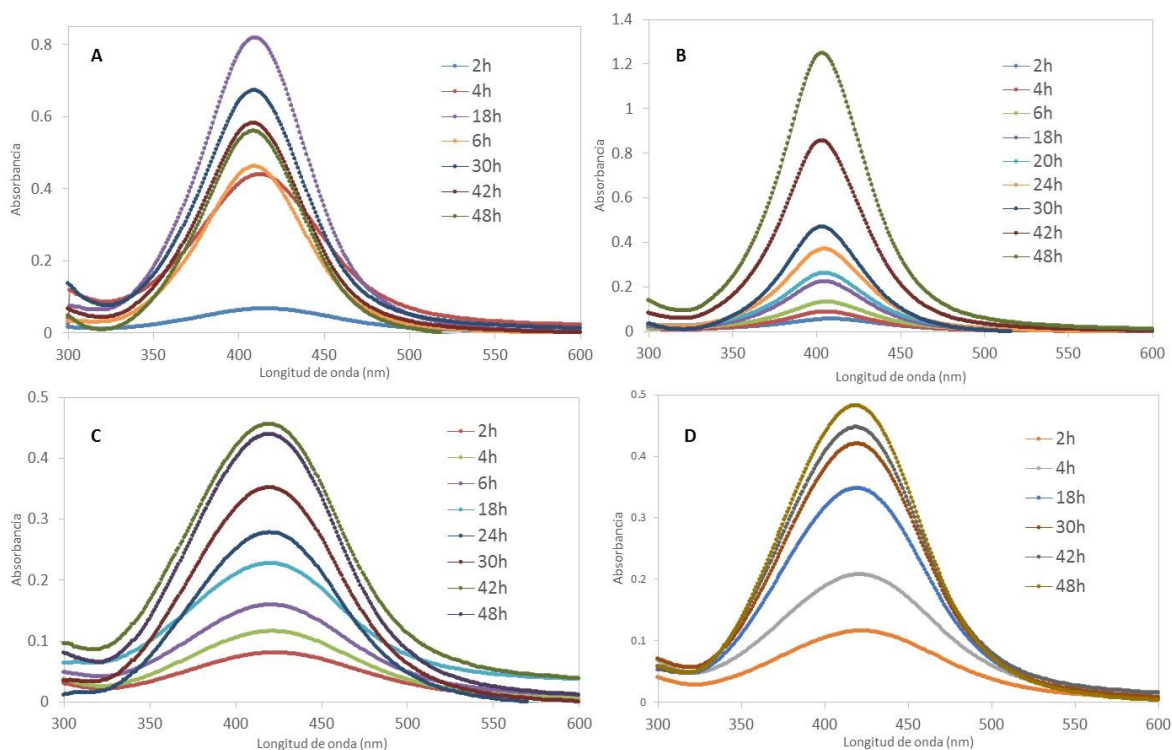 A
Absorbancia
0.8
0.6
0.4
0.2
0
300
350
400
450
500
550
600
Longitud de onda (nm)
2h
4h
18h
6h
30h
42h
48h
B
Absorbancia
1.4
1.2
1
0.8
0.6
0.4
0.2
0
300
350
400
450
500
550
600
Longitud de onda (nm)
2h
4h
6h
18h
20h
24h
30h
42h
48h
C
Absorbancia
0.5
0.4
0.3
0.2
0.1
0
300
350
400
450
500
550
600
Longitud de onda (nm)
2h
4h
6h
18h
24h
30h
42h
48h
D
Absorbancia
0.5
0.4
0.3
0.2
0.1
0
300
350
400
450
500
550
600
Longitud de onda (nm)
2h
4h
18h
30h
42h
48h